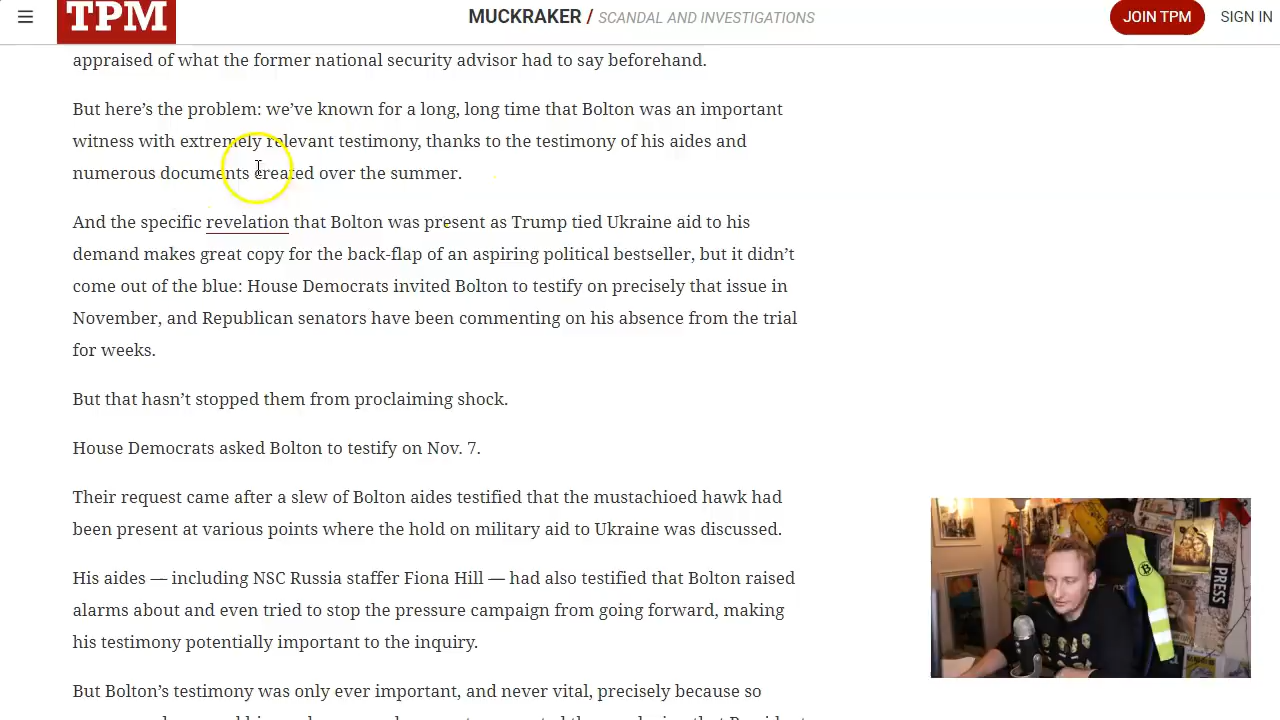 TPM
MUCKRAKER / SCANDAL AND INVESTIGATIONS
JOIN TPM
SIGN IN
appraised of what the former national security advisor had to say beforehand.
But here’s the problem: we’ve known for a long, long time that Bolton was an important
witness with extremely relevant testimony, thanks to the testimony of his aides and
numerous documents created over the summer.
And the specific revelation that Bolton was present as Trump tied Ukraine aid to his
demand makes great copy for the back-flap of an aspiring political bestseller, but it didn’t
come out of the blue: House Democrats invited Bolton to testify on precisely that issue in
November, and Republican senators have been commenting on his absence from the trial
for weeks.
But that hasn’t stopped them from proclaiming shock.
House Democrats asked Bolton to testify on Nov. 7.
Their request came after a slew of Bolton aides testified that the mustachioed hawk had
been present at various points where the hold on military aid to Ukraine was discussed.
His aides — including NSC Russia staffer Fiona Hill — had also testified that Bolton raised
alarms about and even tried to stop the pressure campaign from going forward, making
his testimony potentially important to the inquiry.
But Bolton’s testimony was only ever important, and never vital, precisely because so
PRESS